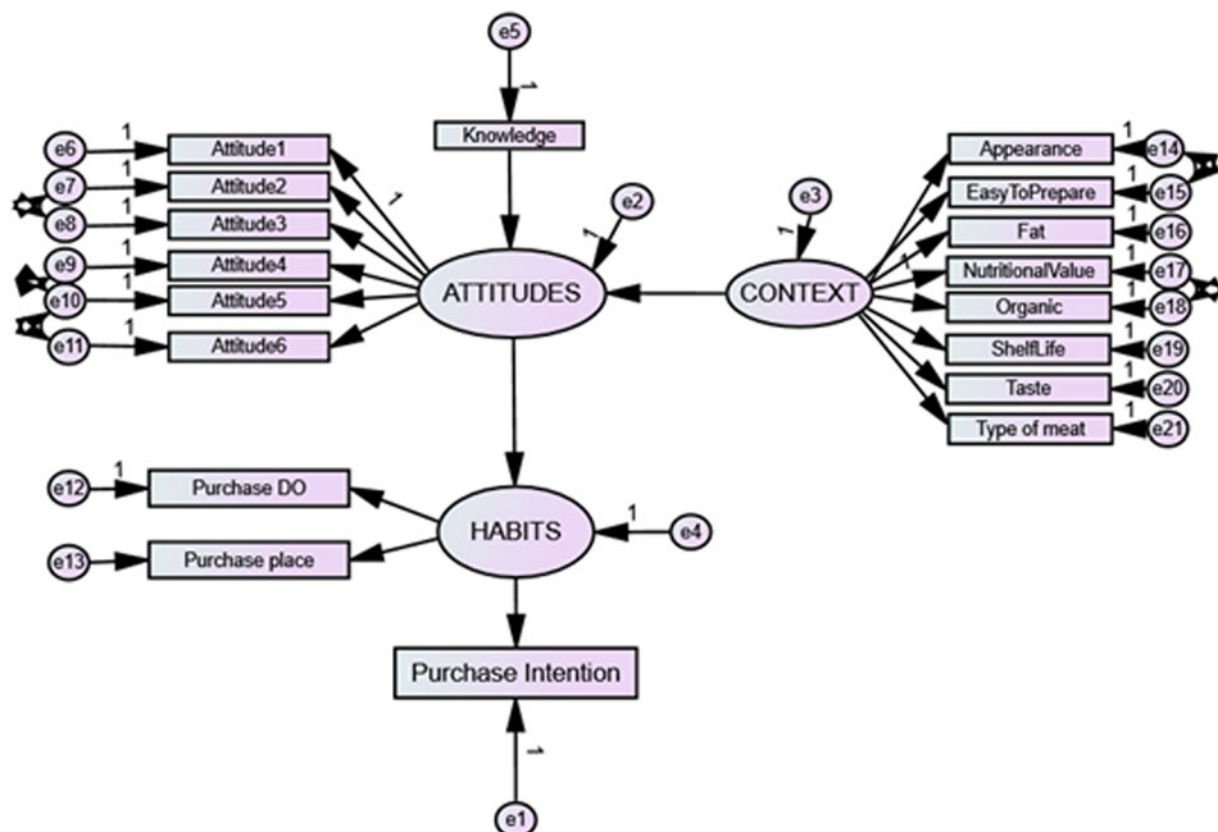 e5
1
Knowledge
e6 1 Attitude1
e7 1 Attitude2
e8 1 Attitude3
e9 1 Attitude4
e10 1 Attitude5
e11 1 Attitude6
1
e2
1
ATTITUDES
e3
1
CONTEXT
1
Appearance 1 e14
EasyToPrepare 1 e15
Fat 1 e16
NutritionalValue 1 e17
Organic 1 e18
ShelfLife 1 e19
Taste 1 e20
Type of meat 1 e21
e12 1 Purchase DO
e13 Purchase place
HABITS 1 e4
Purchase Intention
1
e1